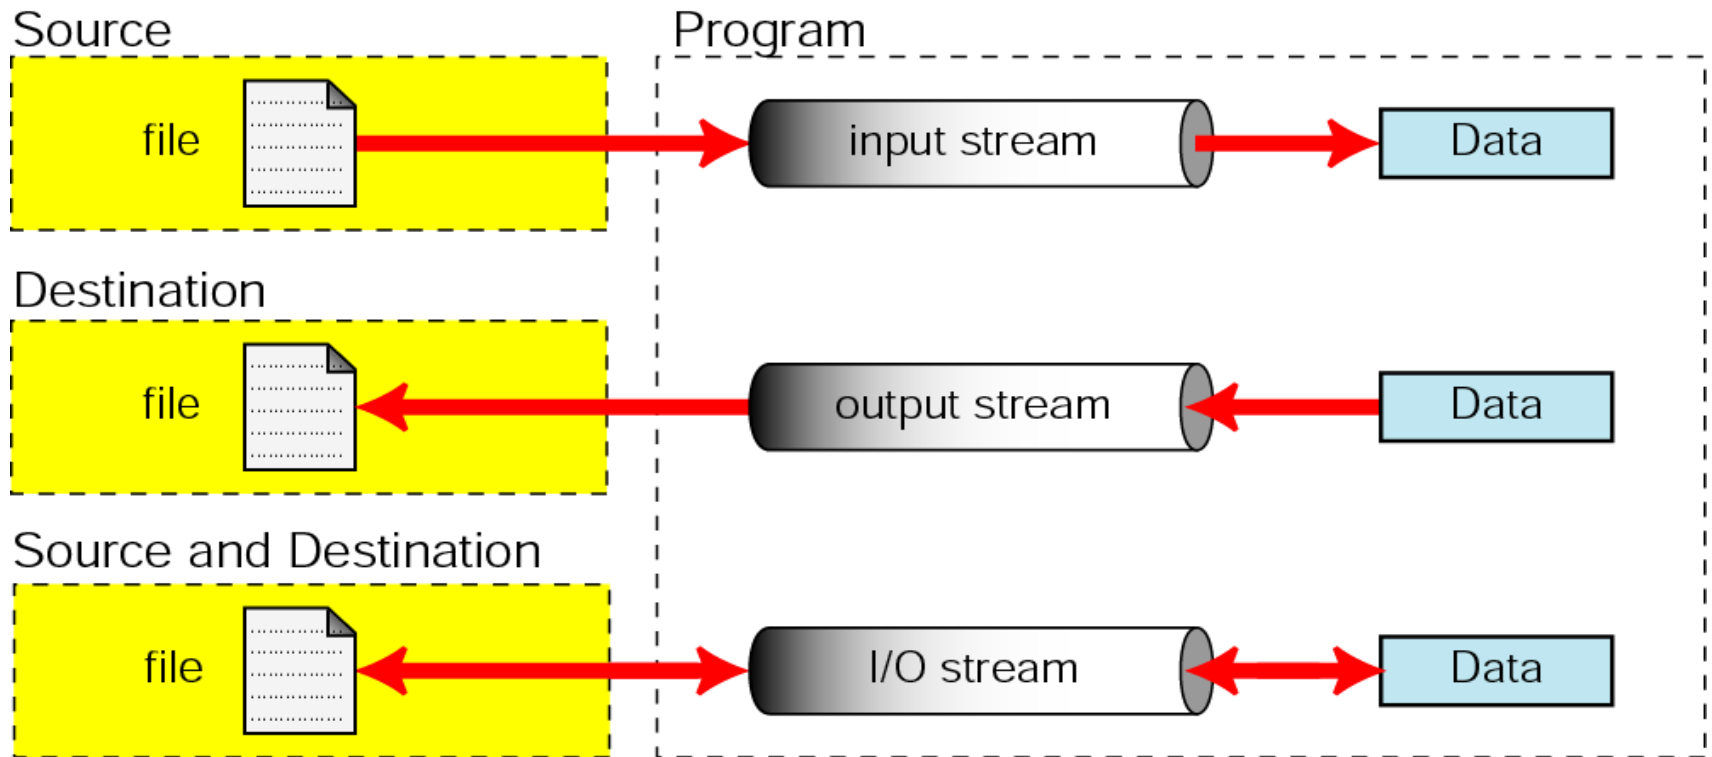 Source
Program
file
input stream
Data
Destination
file
output stream
Data
Source and Destination
file
I/O stream
Data